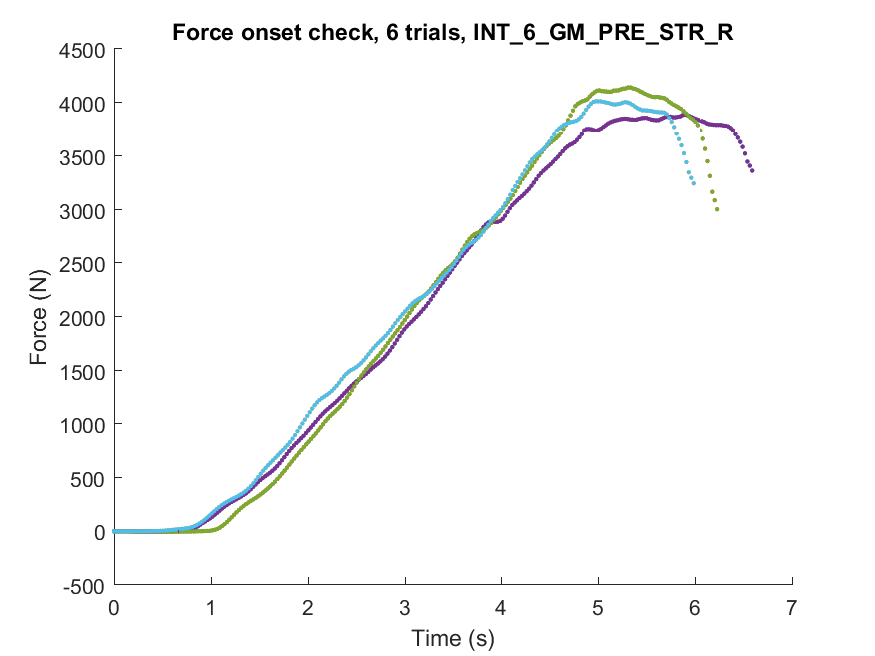 Force onset check, 6 trials, INT_6_GM_PRE_STR_R
4500
4000
3500
3000
2500
2000
1500
1000
500
0
-500
Force (N)
0 1 2 3 4 5 6 7
Time (s)